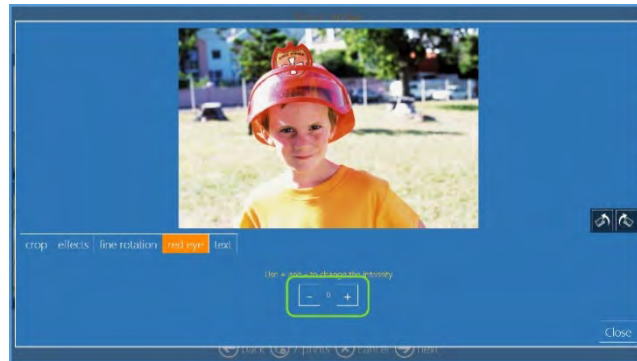 crop effects fine rotation red eye text
Use + and - to change the intensity
- 0 +
Close
back 7 prints cancel next